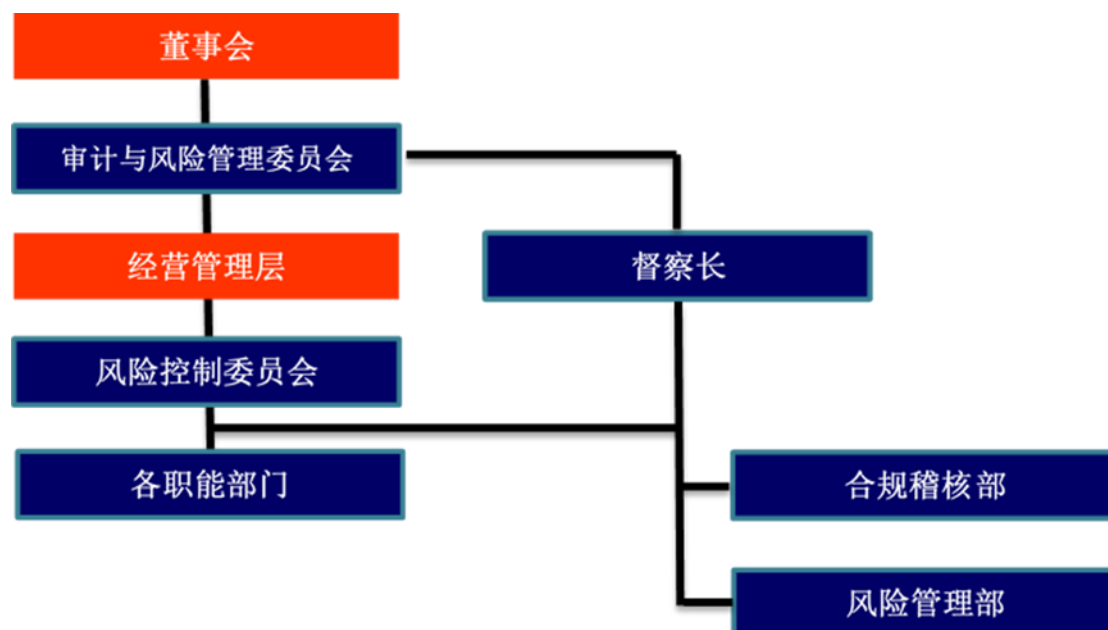 董事会
审计与风险管理委员会
经营管理层
督察长
风险控制委员会
各职能部门
合规稽核部
风险管理部